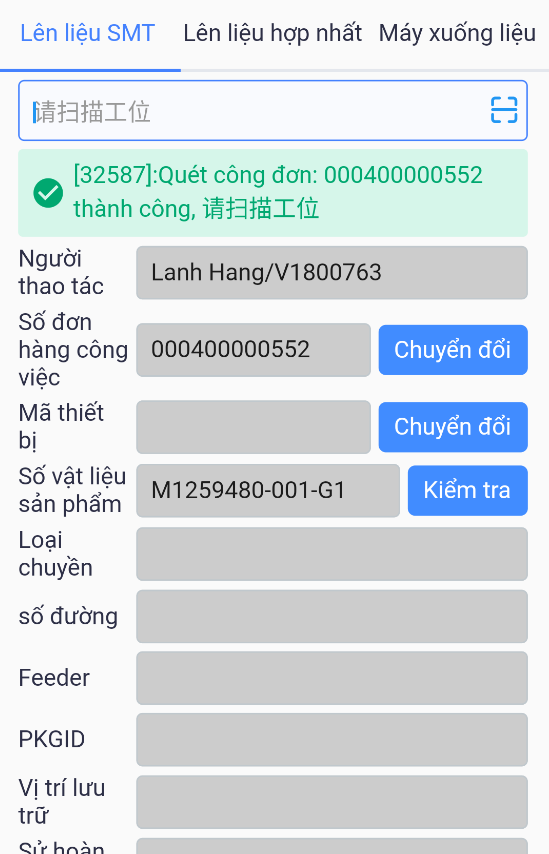 Lên liệu SMT Lên liệu hợp nhất Máy xuống liệu
请扫描工位
[32587]:Quét công đơn: 000400000552
thành công, 请扫描工位
Người
thao tác
Lanh Hang/V1800763
Số đơn
hàng công
việc
000400000552
Chuyển đổi
Mã thiết
bị
Chuyển đổi
Số vật liệu
sản phẩm
M1259480-001-G1
Kiểm tra
Loại
chuyền
số đường
Feeder
PKGID
Vị trí lưu
trữ
Sử hoàn